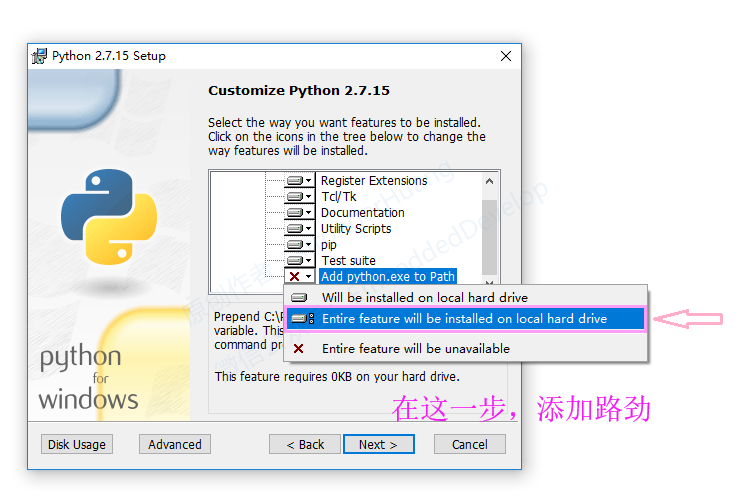 Python 2.7.15 Setup
Customize Python 2.7.15
Select the way you want features to be installed.
Click on the icons in the tree below to change the
way features will be installed.
Register Extensions
Tcl/Tk
Documentation
Utility Scripts
pip
Test suite
Add python.exe to Path
Will be installed on local hard drive
Entire feature will be installed on local hard drive
Entire feature will be unavailable
Prepend C:\
variable. This
command pr
This feature requires 0KB on your hard drive.
python
for
windows
在这一步，添加路劲
Disk Usage
Advanced
< Back
Next >
Cancel